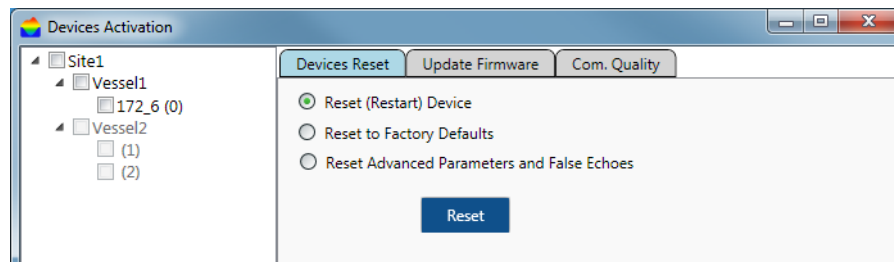 Devices Activation
Site1
Vessel1
172_6 (0)
Vessel2
(1)
(2)
Devices Reset
Update Firmware
Com. Quality
Reset (Restart) Device
Reset to Factory Defaults
Reset Advanced Parameters and False Echoes
Reset